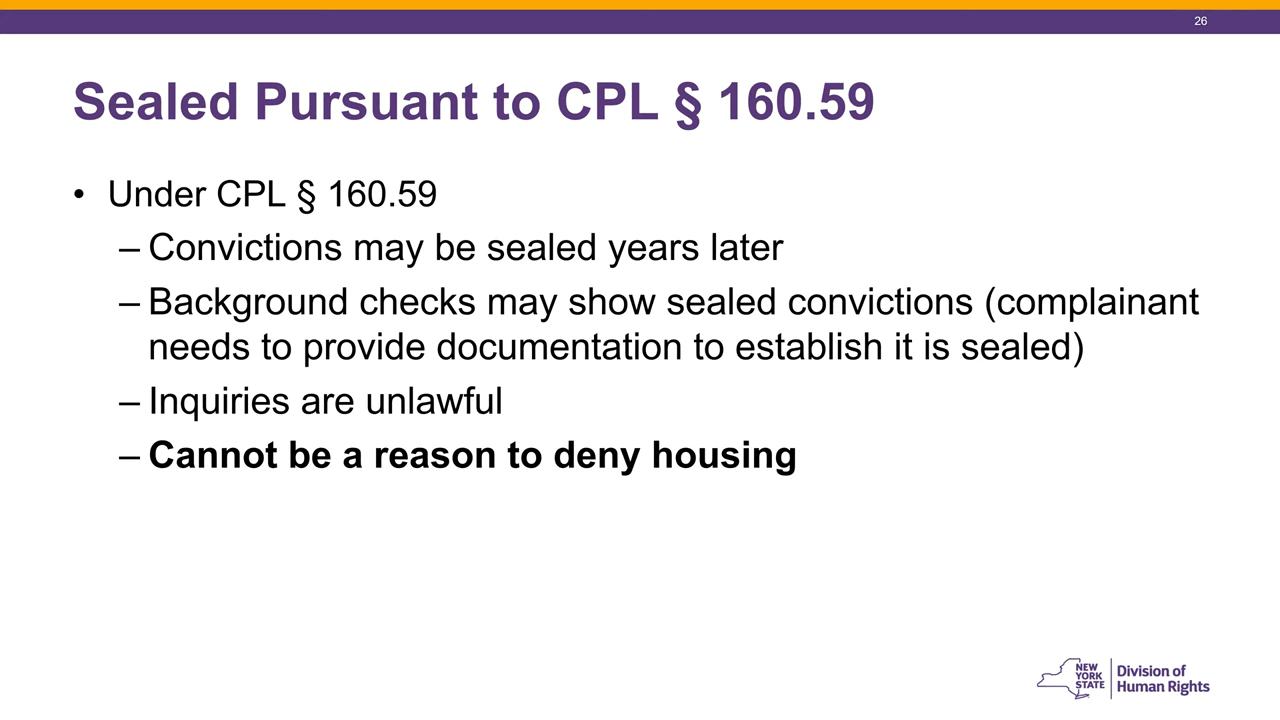 26
Sealed Pursuant to CPL § 160.59
• Under CPL § 160.59
– Convictions may be sealed years later
– Background checks may show sealed convictions (complainant
needs to provide documentation to establish it is sealed)
– Inquiries are unlawful
– Cannot be a reason to deny housing
NEW
YORK
STATE
Division of
Human Rights